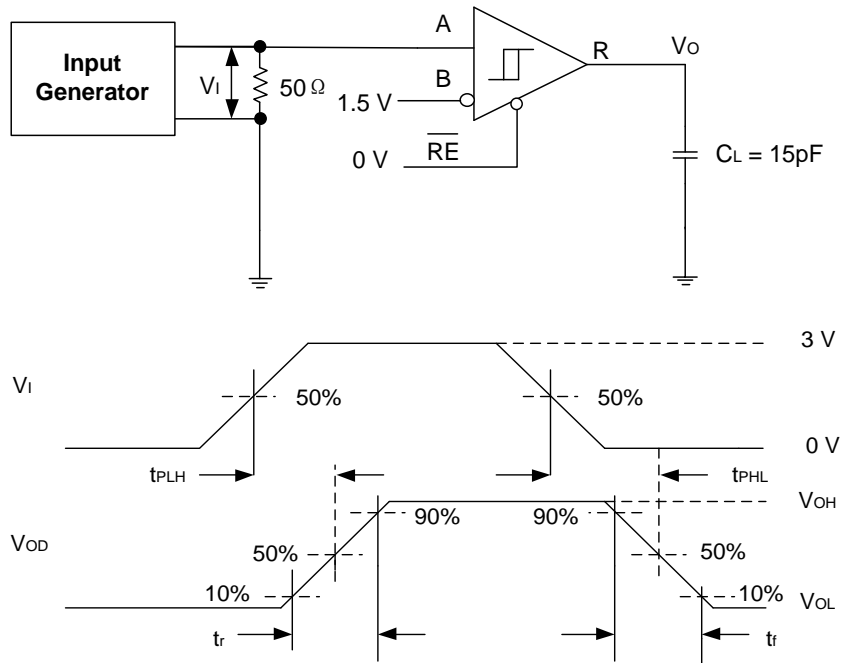 Input
Generator
VI
50 Ω
A
B
1.5 V
0 V
RE
R
VO
CL = 15pF
VI
50%
50%
3 V
0 V
tPLH
tPHL
VOD
90%
90%
VOH
50%
50%
10%
10%
VOL
tr
tf